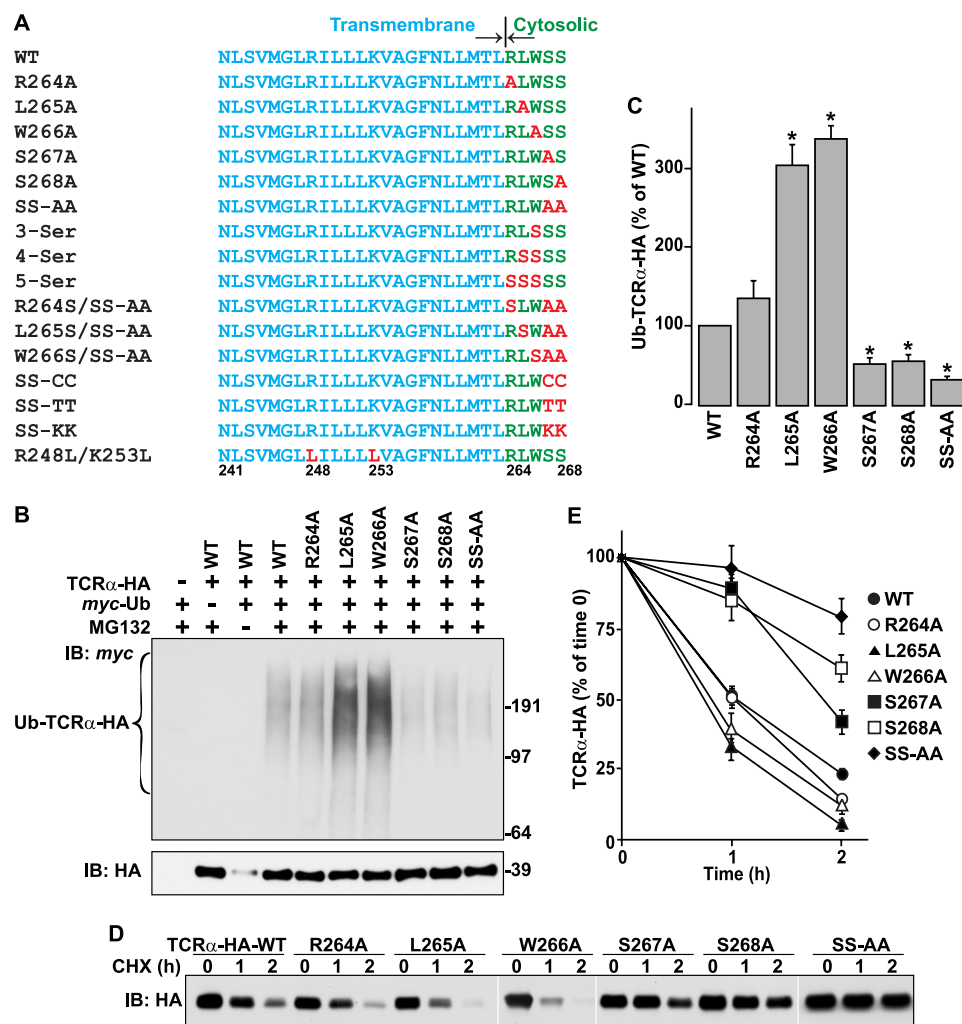 A
Transmembrane Cytosolic
WT NLSVMGLRILLLKVAGFNLLMTLRLWSS
R264A NLSVMGLRILLLKVAGFNLLMTLALWSS
L265A NLSVMGLRILLLKVAGFNLLMTLRAWSS
W266A NLSVMGLRILLLKVAGFNLLMTLRLASS
S267A NLSVMGLRILLLKVAGFNLLMTLRLWAS
S268A NLSVMGLRILLLKVAGFNLLMTLRLWSA
SS-AA NLSVMGLRILLLKVAGFNLLMTLRLWAA
3-Ser NLSVMGLRILLLKVAGFNLLMTLRLSSS
4-Ser NLSVMGLRILLLKVAGFNLLMTLRSSSS
5-Ser NLSVMGLRILLLKVAGFNLLMTLSSSSS
R264S/SS-AA NLSVMGLRILLLKVAGFNLLMTLSLWAA
L265S/SS-AA NLSVMGLRILLLKVAGFNLLMTLRSWAA
W266S/SS-AA NLSVMGLRILLLKVAGFNLLMTLRLSAA
SS-CC NLSVMGLRILLLKVAGFNLLMTLRLWCC
SS-TT NLSVMGLRILLLKVAGFNLLMTLRLWTT
SS-KK NLSVMGLRILLLKVAGFNLLMTLRLWKK
R248L/K253L NLSVMGLLILLLLVAGFNLLMTLRLWSS
241 248 253 264 268
B
WT WT WT R264A L265A W266A S267A S268A SS-AA
TCRα-HA - + + + + + + + + +
myc-Ub + - + + + + + + + +
MG132 + + - + + + + + + +
IB: myc
Ub-TCRα-HA
-191
-97
-64
IB: HA
-39
C
Ub-TCRα-HA (% of WT)
300
200
100
0
* * * * *
WT R264A L265A W266A S267A S268A SS-AA
E
TCRα-HA (% of time 0)
100
75
50
25
0
0 1 2
Time (h)
WT
R264A
L265A
W266A
S267A
S268A
SS-AA
D
TCRα-HA-WT R264A L265A W266A S267A S268A SS-AA
CHX (h) 0 1 2 0 1 2 0 1 2 0 1 2 0 1 2 0 1 2 0 1 2
IB: HA